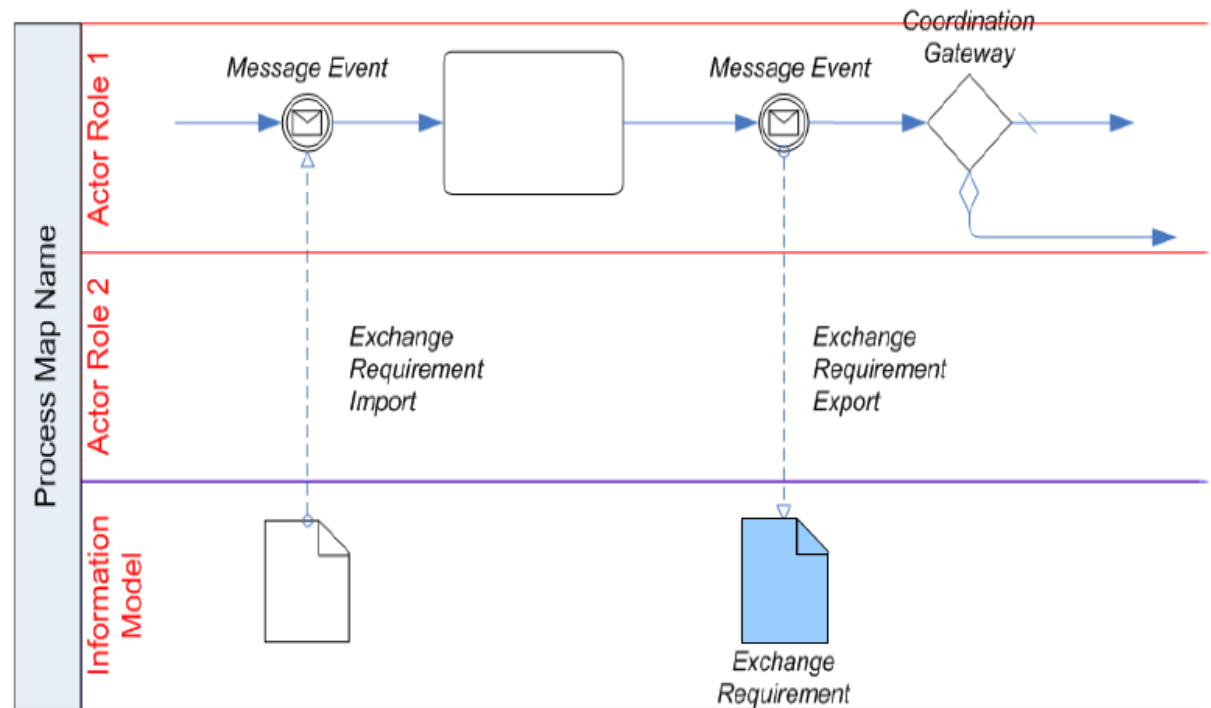 Process Map Name
Actor Role 1
Message Event
Message Event
Coordination
Gateway
Actor Role 2
Exchange
Requirement
Import
Exchange
Requirement
Export
Information
Model
Exchange
Requirement